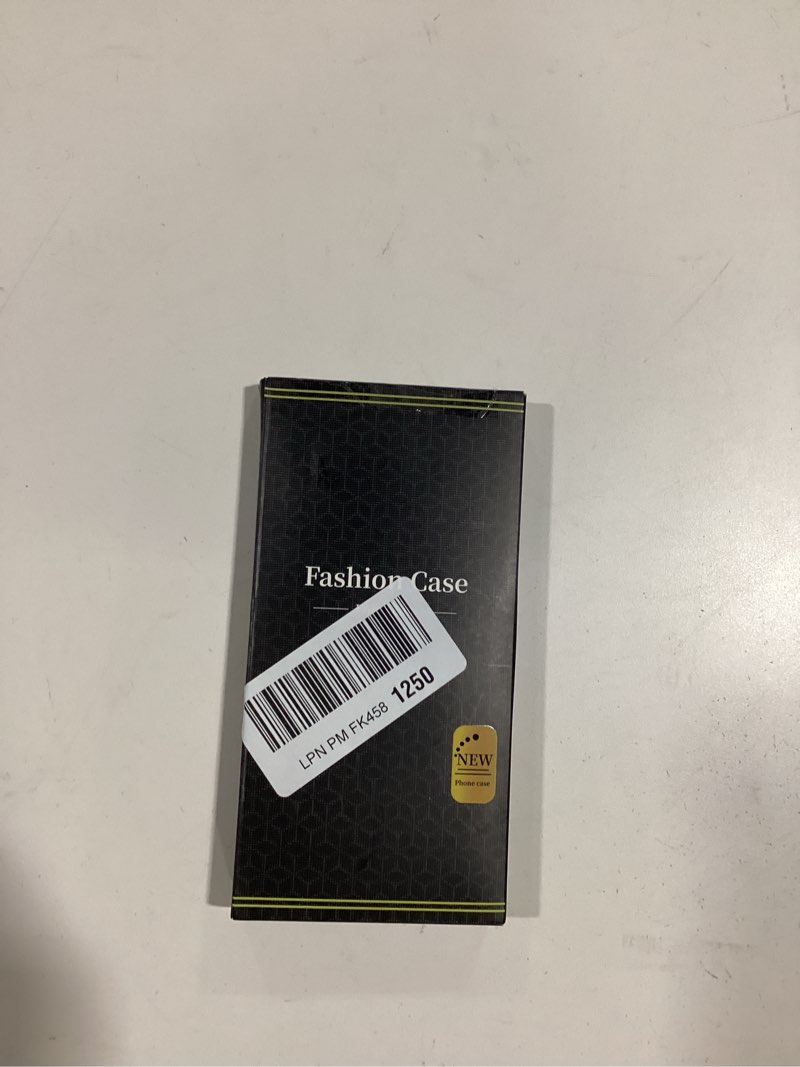 Fashion Case
LPN PM FK458 1250
NEW
Phone case